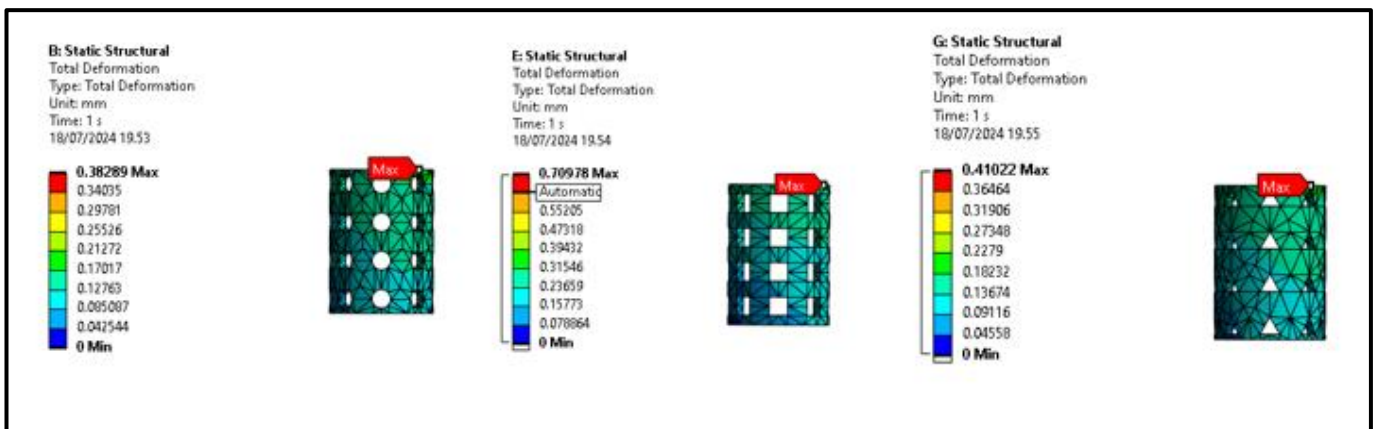 B: Static Structural
Total Deformation
Type: Total Deformation
Unit: mm
Time: 1 s
18/07/2024 19.53
0.38289 Max
0.34035
0.29781
0.25526
0.21272
0.17017
0.12763
0.085087
0.042544
0 Min
Max
E: Static Structural
Total Deformation
Type: Total Deformation
Unit: mm
Time: 1 s
18/07/2024 19.54
0.70978 Max
Automatic
0.55205
0.47318
0.39432
0.31546
0.23659
0.15773
0.078864
0 Min
Max
G: Static Structural
Total Deformation
Type: Total Deformation
Unit: mm
Time: 1 s
18/07/2024 19.55
0.41022 Max
0.36464
0.31906
0.27348
0.2279
0.18232
0.13674
0.09116
0.04558
0 Min
Max